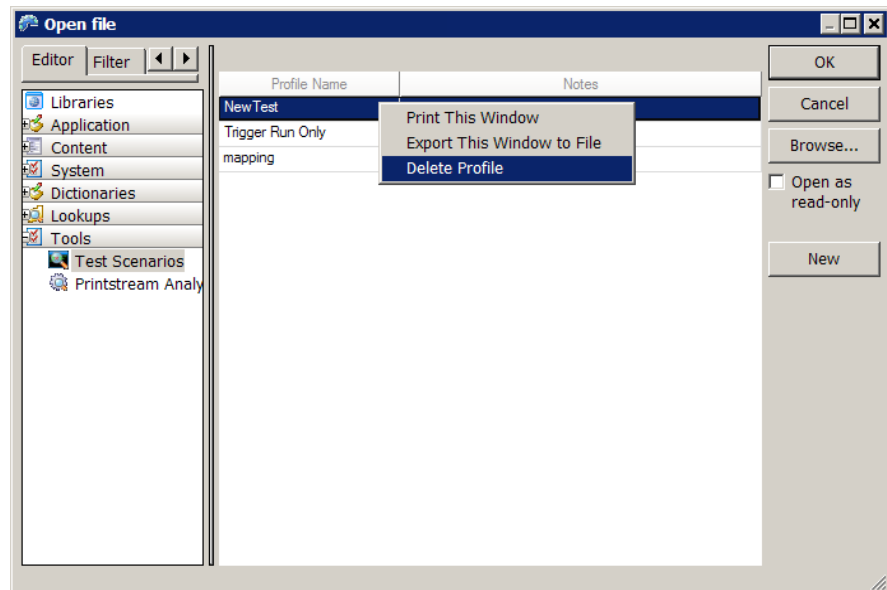 Open file
Editor Filter
Libraries
Application
Content
System
Dictionaries
Lookups
Tools
Test Scenarios
Printstream Analy
Profile Name Notes
NewTest
Trigger Run Only
mapping
Print This Window
Export This Window to File
Delete Profile
OK
Cancel
Browse...
Open as
read-only
New